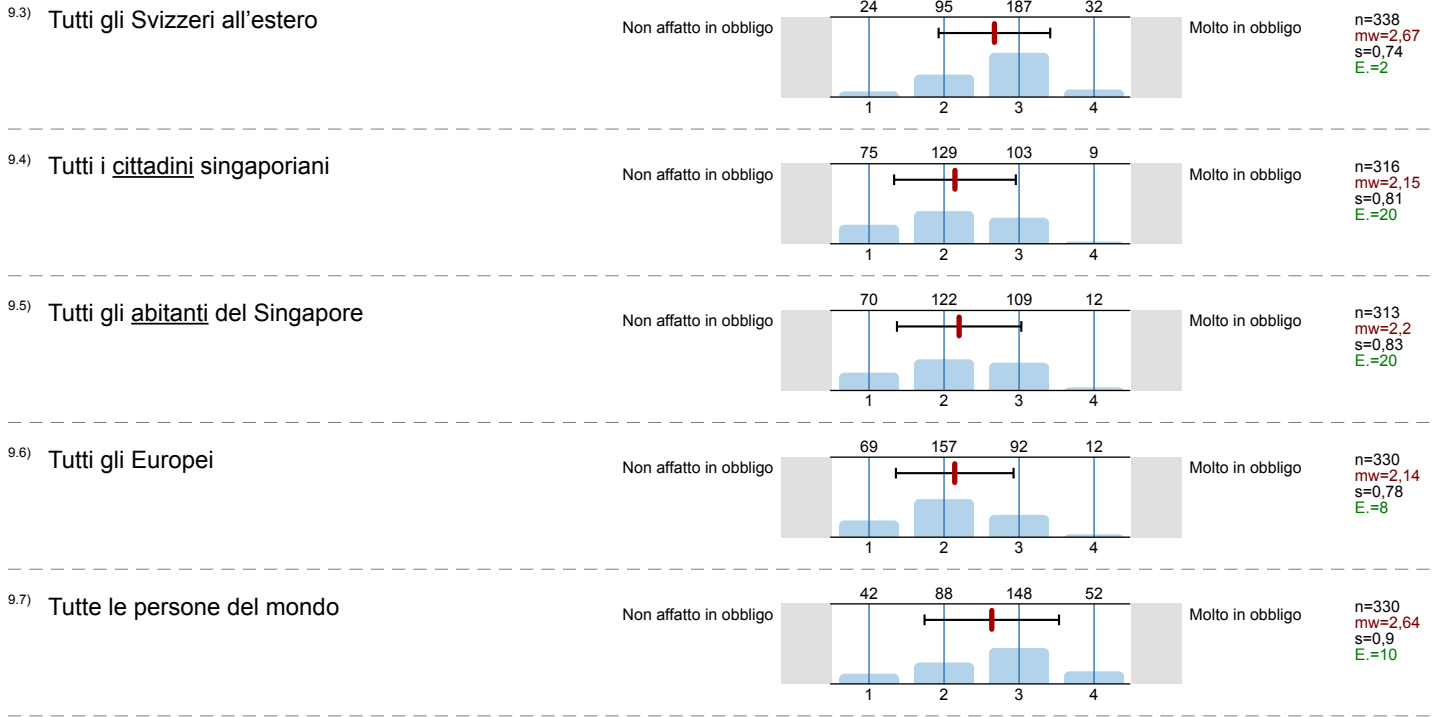 9.3) Tutti gli Svizzeri all'estero
24 95 187 32
Non affatto in obbligo
Molto in obbligo
1 2 3 4
n=338
mw=2,67
s=0,74
E.=2
9.4) Tutti i cittadini singaporiani
75 129 103 9
Non affatto in obbligo
Molto in obbligo
1 2 3 4
n=316
mw=2,15
s=0,81
E.=20
9.5) Tutti gli abitanti del Singapore
70 122 109 12
Non affatto in obbligo
Molto in obbligo
1 2 3 4
n=313
mw=2,2
s=0,83
E.=20
9.6) Tutti gli Europei
69 157 92 12
Non affatto in obbligo
Molto in obbligo
1 2 3 4
n=330
mw=2,14
s=0,78
E.=8
9.7) Tutte le persone del mondo
42 88 148 52
Non affatto in obbligo
Molto in obbligo
1 2 3 4
n=330
mw=2,64
s=0,9
E.=10